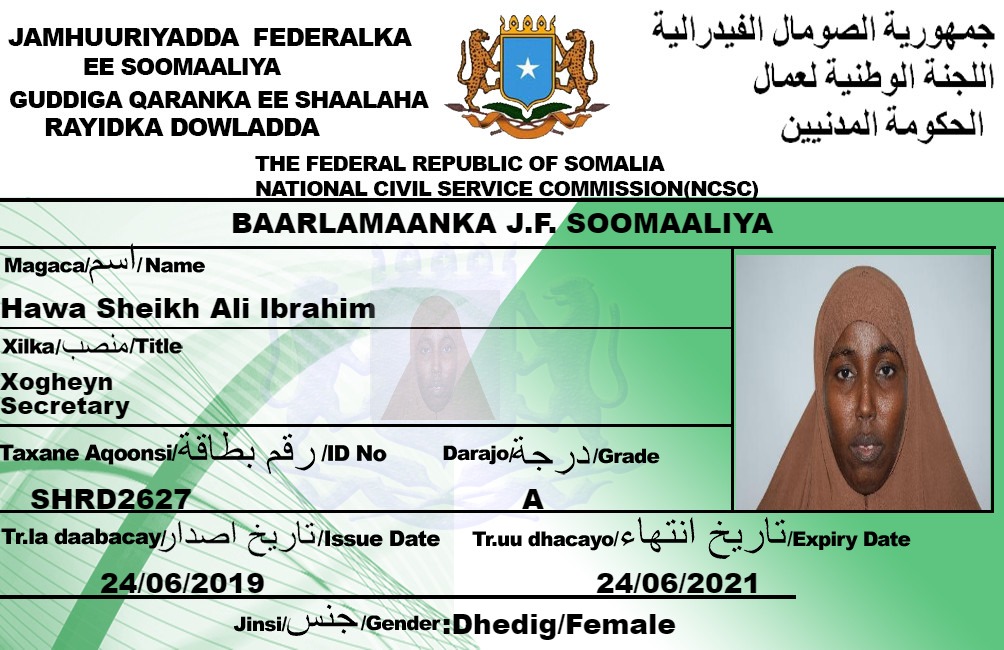 JAMHUURIYADDA FEDERALKA
EE SOOMAALIYA
GUDDIGA QARANKA EE SHAALAHA
RAYIDKA DOWLADDA
جمهورية الصومال الفيدرالية
اللجنة الوطنية لعمال
الحكومة المدنيين
THE FEDERAL REPUBLIC OF SOMALIA
NATIONAL CIVIL SERVICE COMMISSION(NCSC)
BAARLAMAANKA J.F. SOOMAALIYA
Magaca/اسم/Name
Hawa Sheikh Ali Ibrahim
Xilka/منصب/Title
Xogheyn
Secretary
Taxane Aqoonsi/رقم بطاقة/ID No
SHRD2627
Darajo/درجة/Grade
A
Tr.la daabacay/تاريخ اصدار/Issue Date
24/06/2019
Tr.uu dhacayo/تاريخ انتهاء/Expiry Date
24/06/2021
Jinsi/جنس/Gender:Dhedig/Female